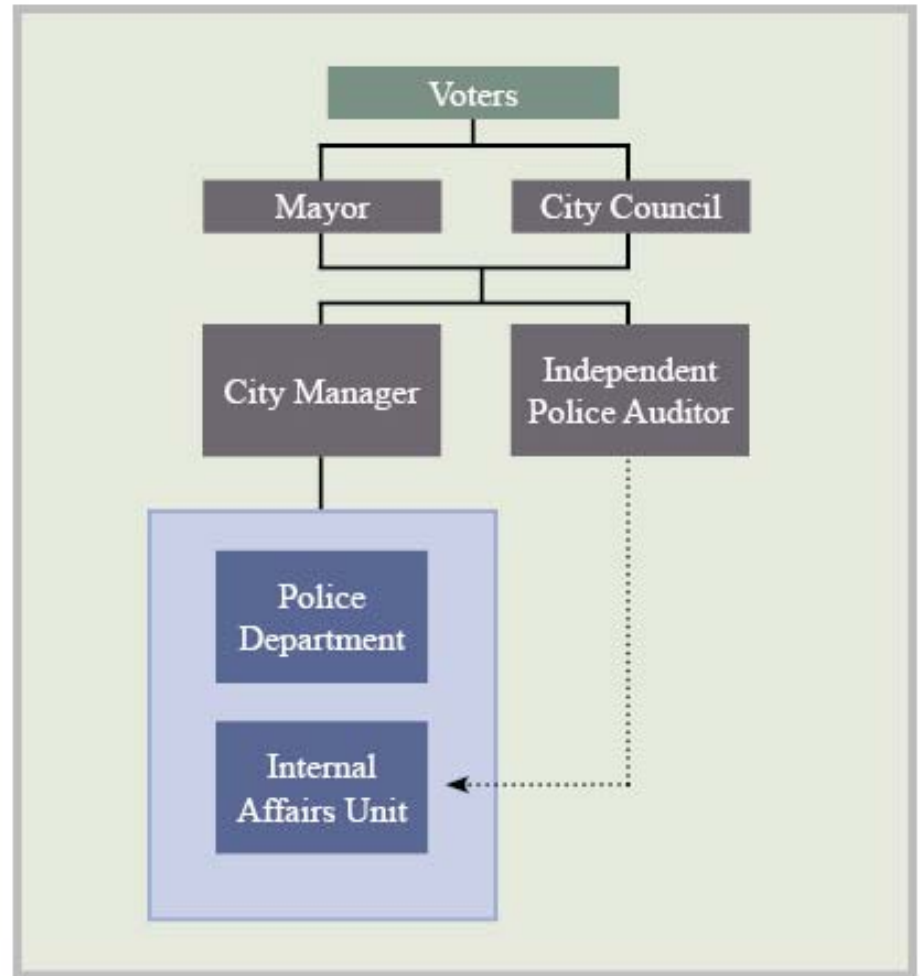 Voters
Mayor
City Council
City Manager
Independent
Police Auditor
Police
Department
Internal
Affairs Unit